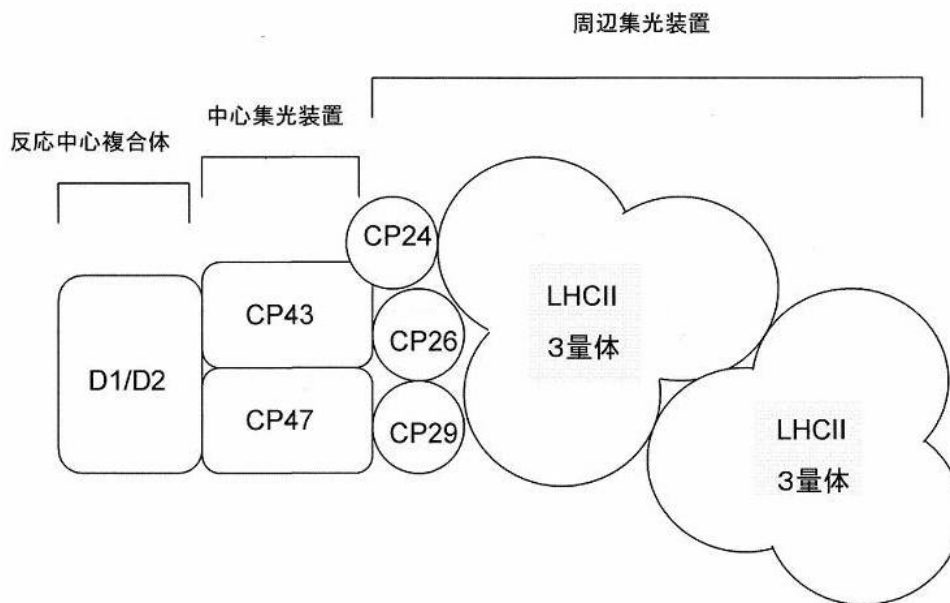 周辺集光装置
中心集光装置
反応中心複合体
CP24
LHCII
3量体
CP43
CP26
D1/D2
CP47
CP29
LHCII
3量体